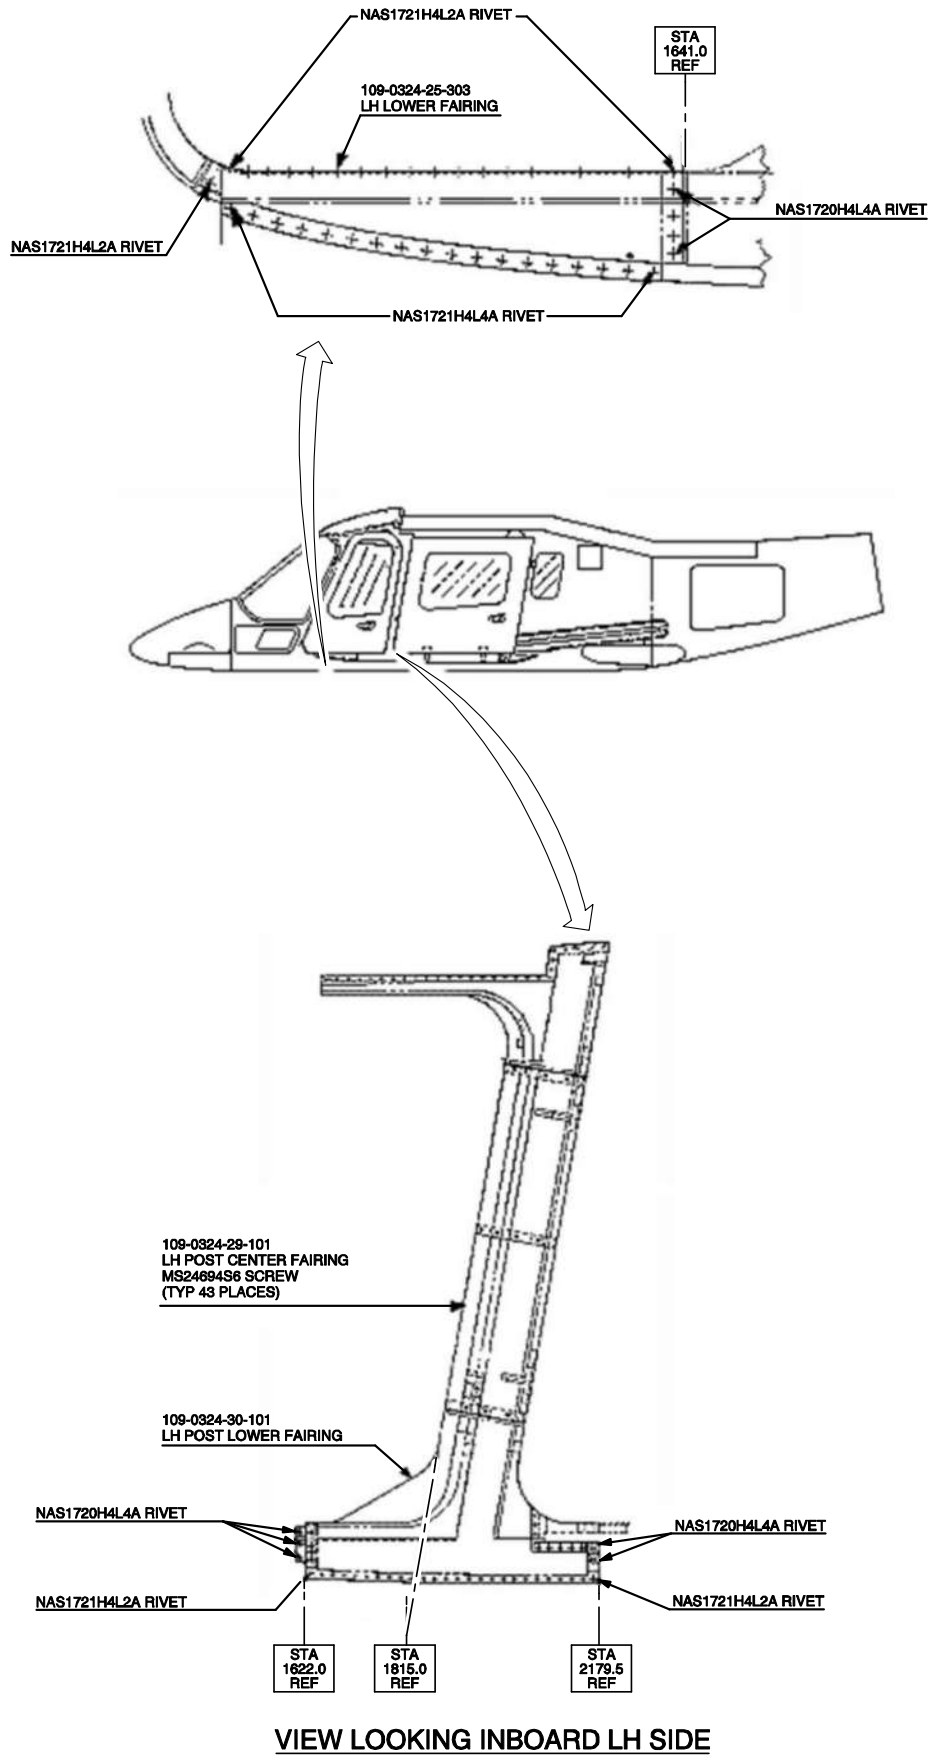 NAS1721H4L2A RIVET
STA
1641.0
REF
109-0324-25-303
LH LOWER FAIRING
NAS1720H4L4A RIVET
NAS1721H4L2A RIVET
NAS1721H4L4A RIVET
109-0324-29-101
LH POST CENTER FAIRING
MS24694S6 SCREW
(TYP 43 PLACES)
109-0324-30-101
LH POST LOWER FAIRING
NAS1720H4L4A RIVET
NAS1720H4L4A RIVET
NAS1721H4L2A RIVET
NAS1721H4L2A RIVET
STA
1622.0
REF
STA
1815.0
REF
STA
2179.5
REF
VIEW LOOKING INBOARD LH SIDE